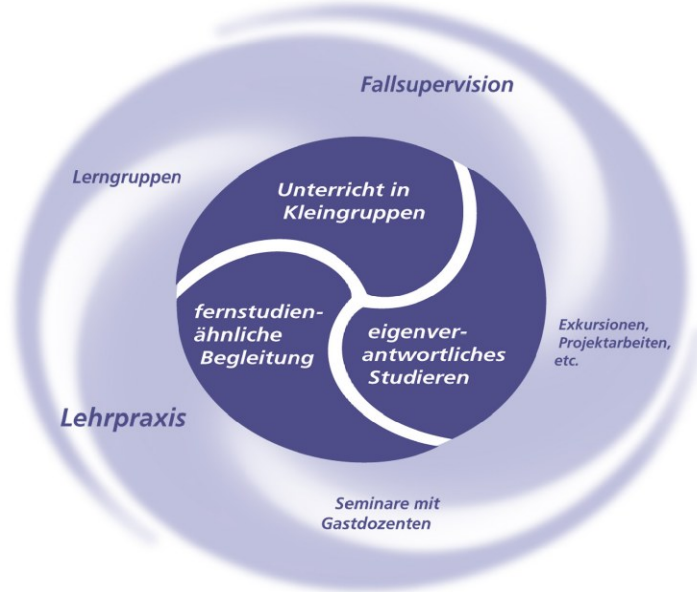 Fallsupervision
Lerngruppen
Unterricht in
Kleingruppen
fernstudien-
ähnliche
Begleitung
eigenver-
antwortliches
Studieren
Exkursionen,
Projektarbeiten,
etc.
Lehrpraxis
Seminare mit
Gastdozenten